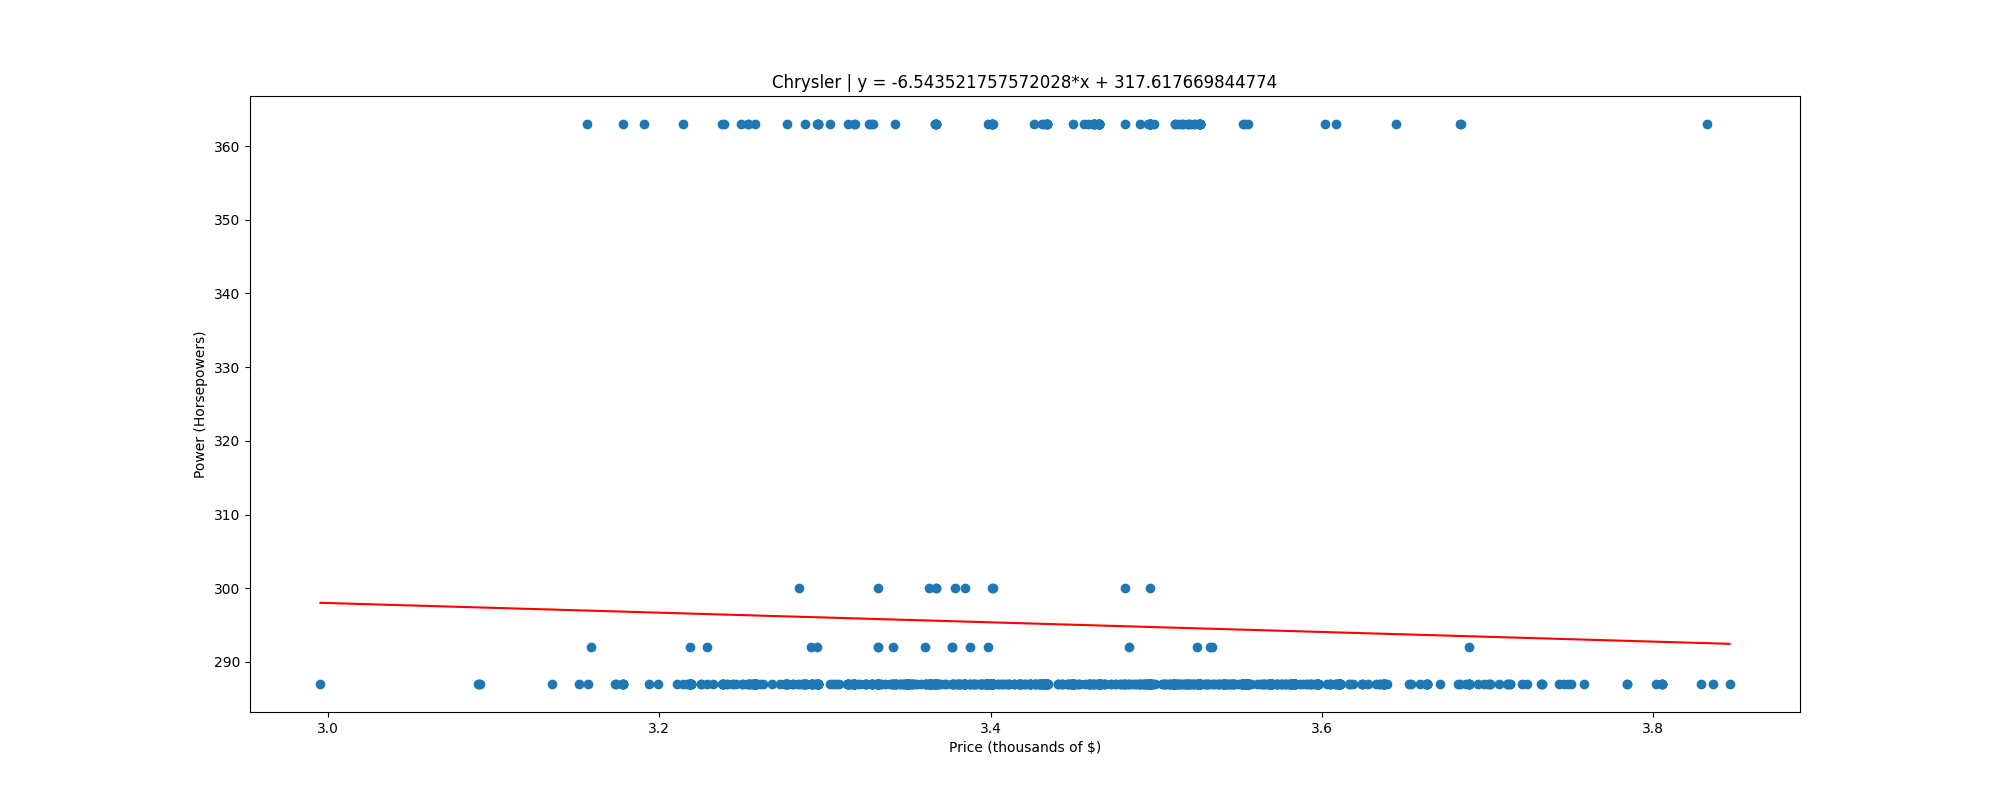 Chrysler | y = -6.543521757572028*x + 317.617669844774
360
350
340
330
320
310
300
290
Power (Horsepowers)
3.0 3.2 3.4 3.6 3.8
Price (thousands of $)